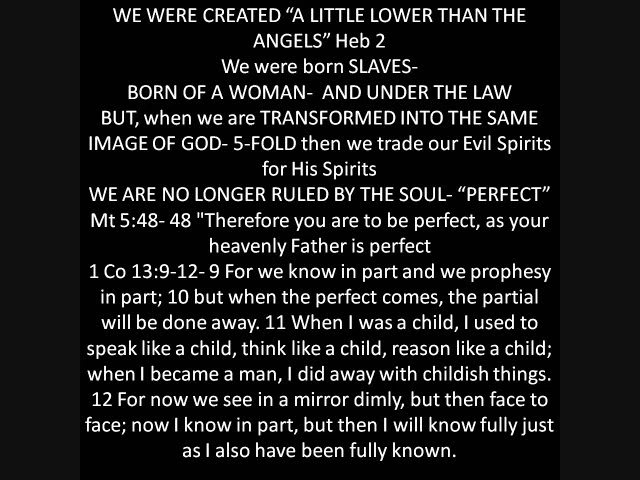 WE WERE CREATED “A LITTLE LOWER THAN THE
ANGELS” Heb 2
We were born SLAVES-
BORN OF A WOMAN-  AND UNDER THE LAW
BUT, when we are TRANSFORMED INTO THE SAME
IMAGE OF GOD- 5-FOLD then we trade our Evil Spirits
for His Spirits
WE ARE NO LONGER RULED BY THE SOUL- “PERFECT”
Mt 5:48- 48 "Therefore you are to be perfect, as your
heavenly Father is perfect
1 Co 13:9-12- 9 For we know in part and we prophesy
in part; 10 but when the perfect comes, the partial
will be done away. 11 When I was a child, I used to
speak like a child, think like a child, reason like a child;
when I became a man, I did away with childish things.
12 For now we see in a mirror dimly, but then face to
face; now I know in part, but then I will know fully just
as I also have been fully known.